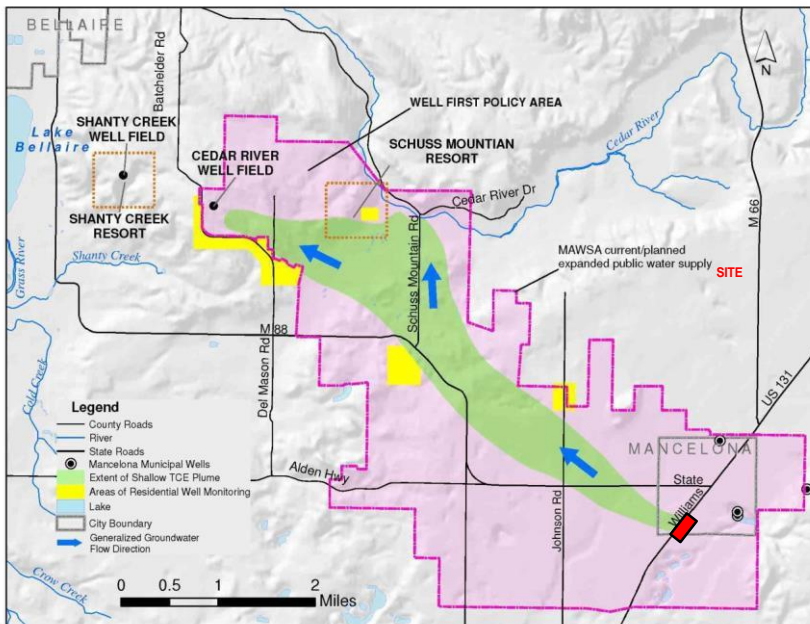 BELLAIRE
Batchelder Rd
N
WELL FIRST POLICY AREA
SHANTY CREEK
WELL FIELD
Lake
Bellaire
CEDAR RIVER
WELL FIELD
SCHUSS MOUNTIAN
RESORT
Cedar River
Cedar River Dr
M 66
SHANTY CREEK
RESORT
Grass River
Shanty Creek
Schuss Mountain Rd
MAWSA current/planned
expanded public water supply
SITE
M 88
Del Mason Rd
US 131
Cold Creek
Legend
County Roads
River
State Roads
Mancelona Municipal Wells
Extent of Shallow TCE Plume
Areas of Residential Well Monitoring
Lake
City Boundary
Generalized Groundwater
Flow Direction
Alden Hwy
MANCELONA
State
Williams
Johnson Rd
Crow Creek
0 0.5 1 2
Miles